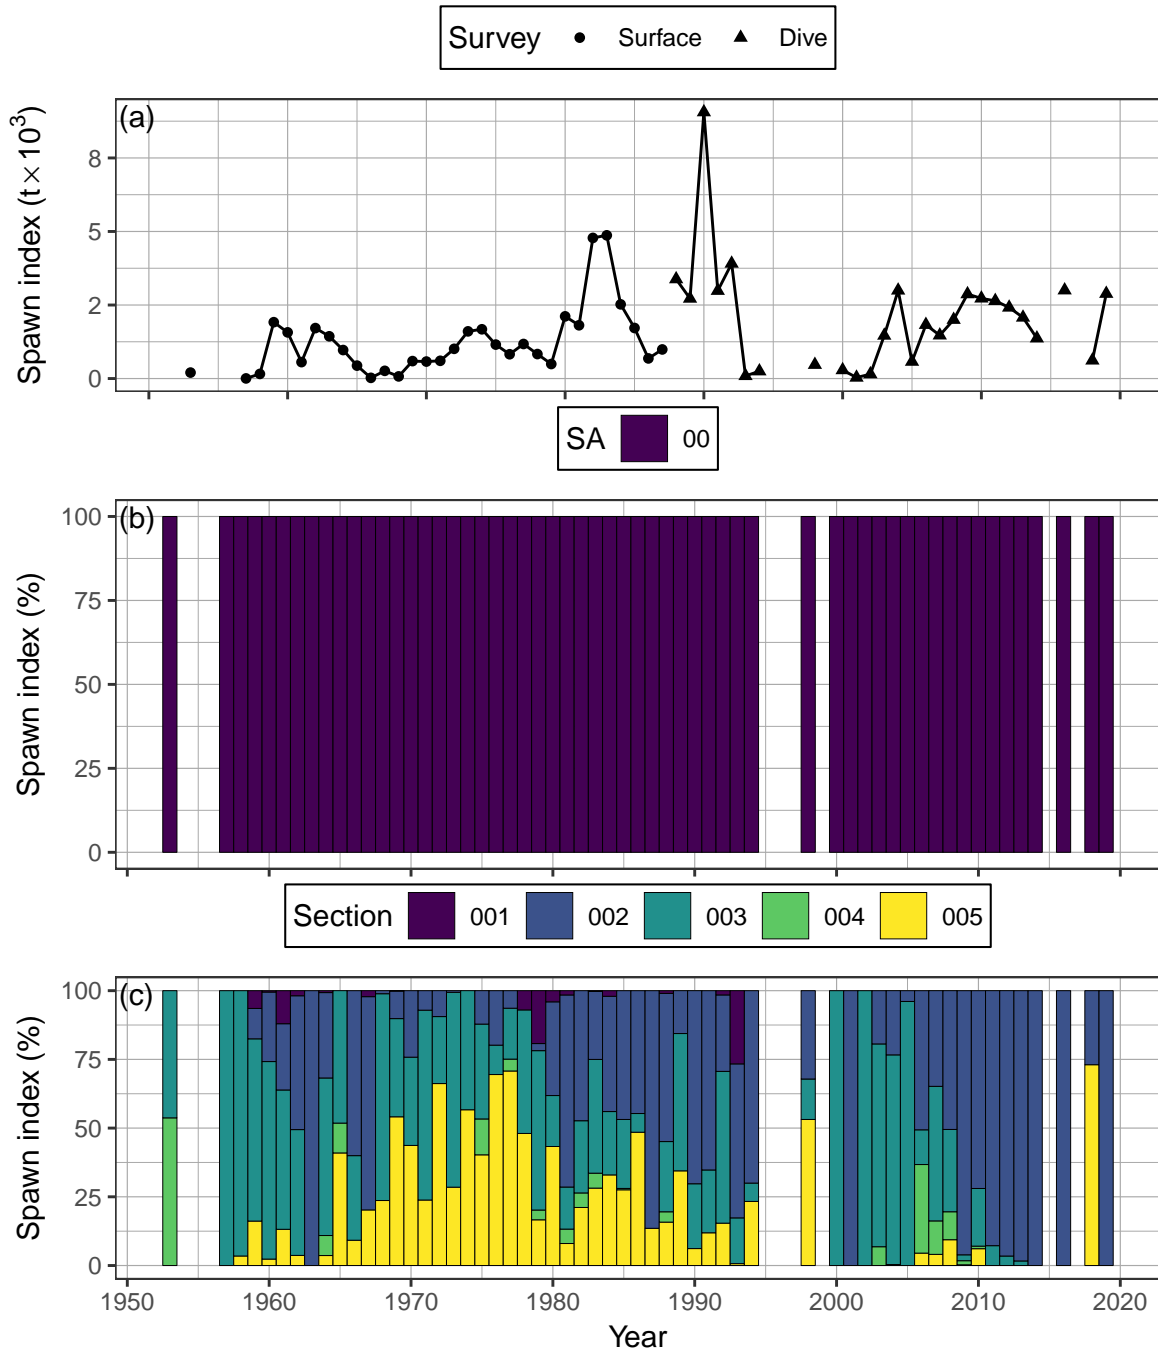 Survey Surface Dive
(a)
Spawn index (t × 10³)
8
5
2
0
SA 00
(b)
Spawn index (%)
100
75
50
25
0
Section 001 002 003 004 005
(c)
Spawn index (%)
100
75
50
25
0
1950 1960 1970 1980 1990 2000 2010 2020
Year